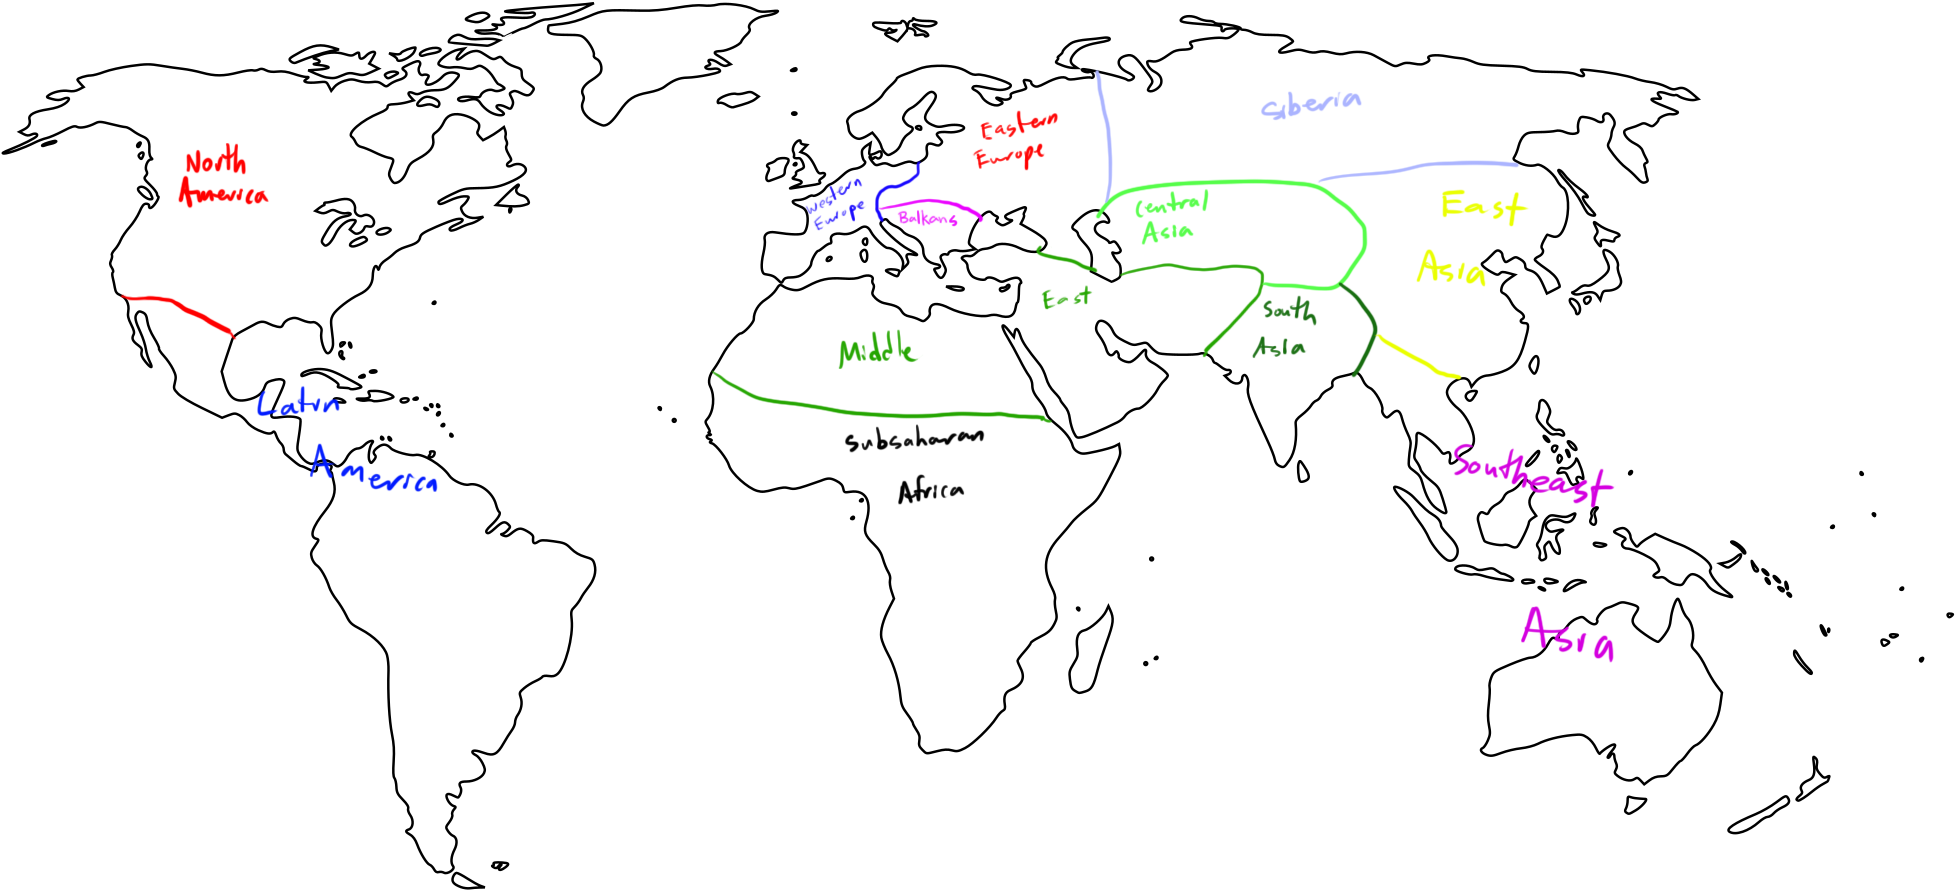 North
America
Latin
America
Western
Europe
Eastern
Europe
Balkans
Siberia
Central
Asia
East
Asia
East
Middle
South
Asia
Subsaharan
Africa
Southeast
Asia